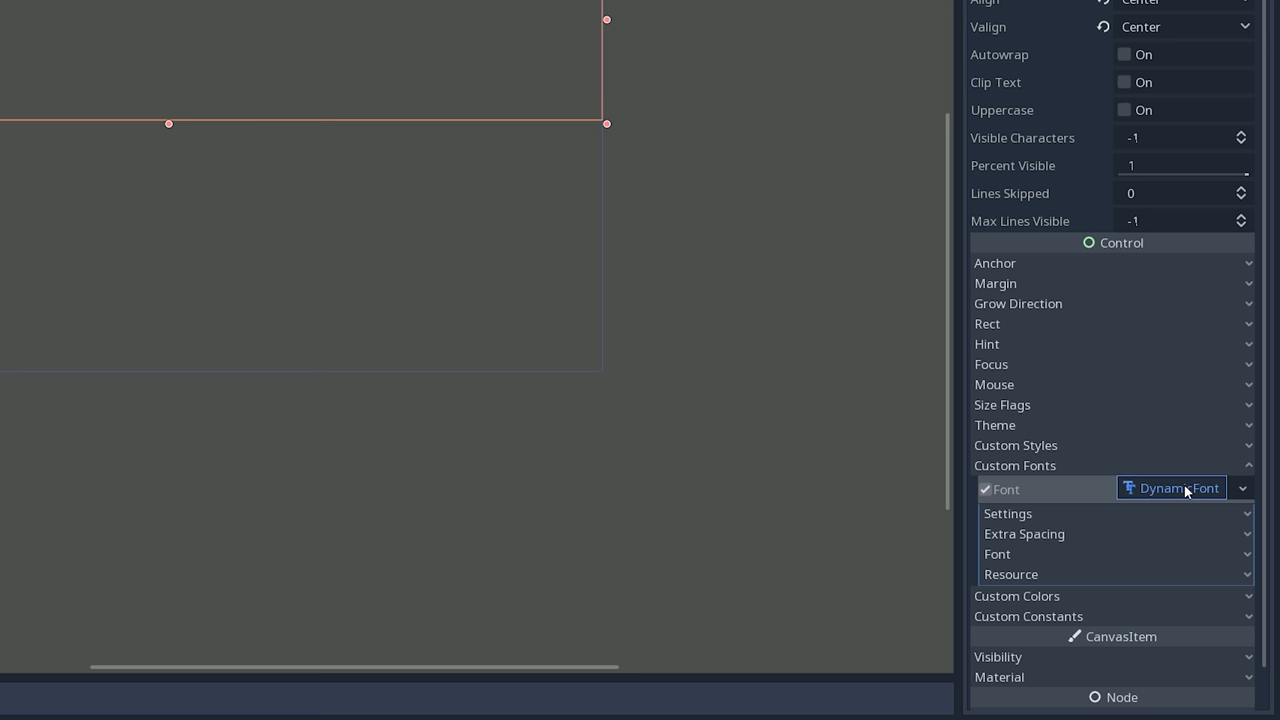 Align Center
Valign Center
Autowrap On
Clip Text On
Uppercase On
Visible Characters -1
Percent Visible 1
Lines Skipped 0
Max Lines Visible -1
Control
Anchor
Margin
Grow Direction
Rect
Hint
Focus
Mouse
Size Flags
Theme
Custom Styles
Custom Fonts
Font DynamicFont
Settings
Extra Spacing
Font
Resource
Custom Colors
Custom Constants
CanvasItem
Visibility
Material
Node